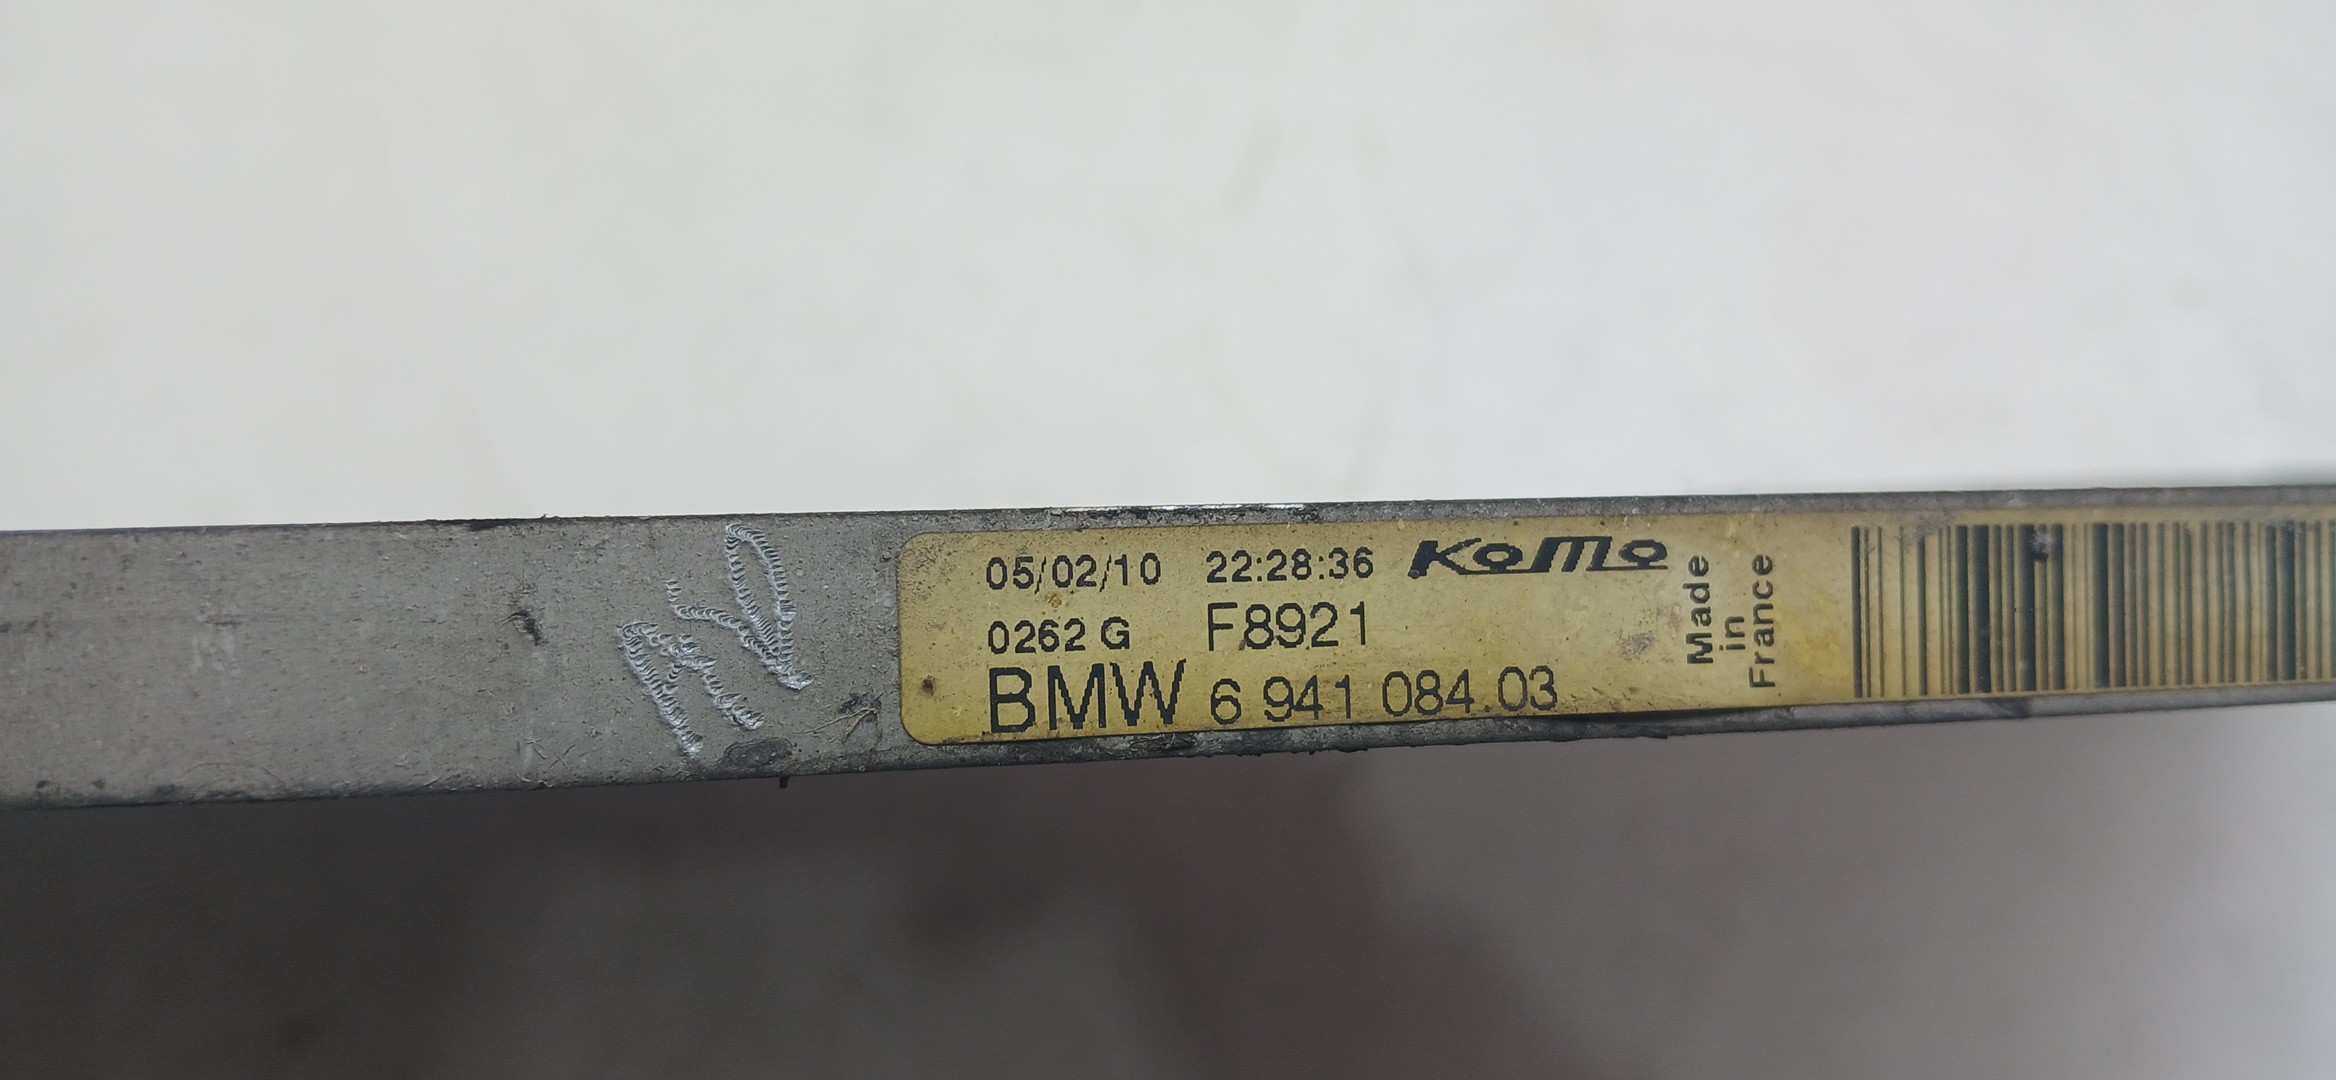 05/02/10 22:28:36 KoMo
0262 G F8921
BMW 6 941 084.03
Made
in
France